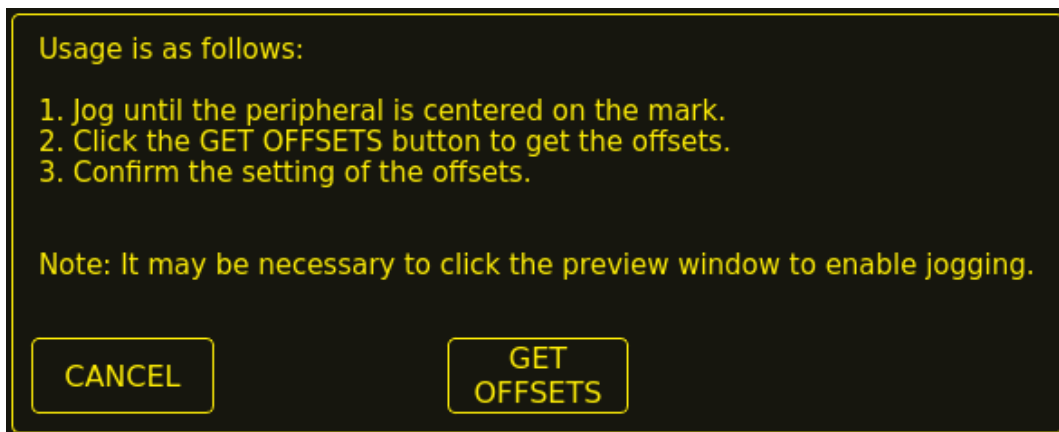 Usage is as follows:
1. Jog until the peripheral is centered on the mark.
2. Click the GET OFFSETS button to get the offsets.
3. Confirm the setting of the offsets.
Note: It may be necessary to click the preview window to enable jogging.
CANCEL
GET
OFFSETS